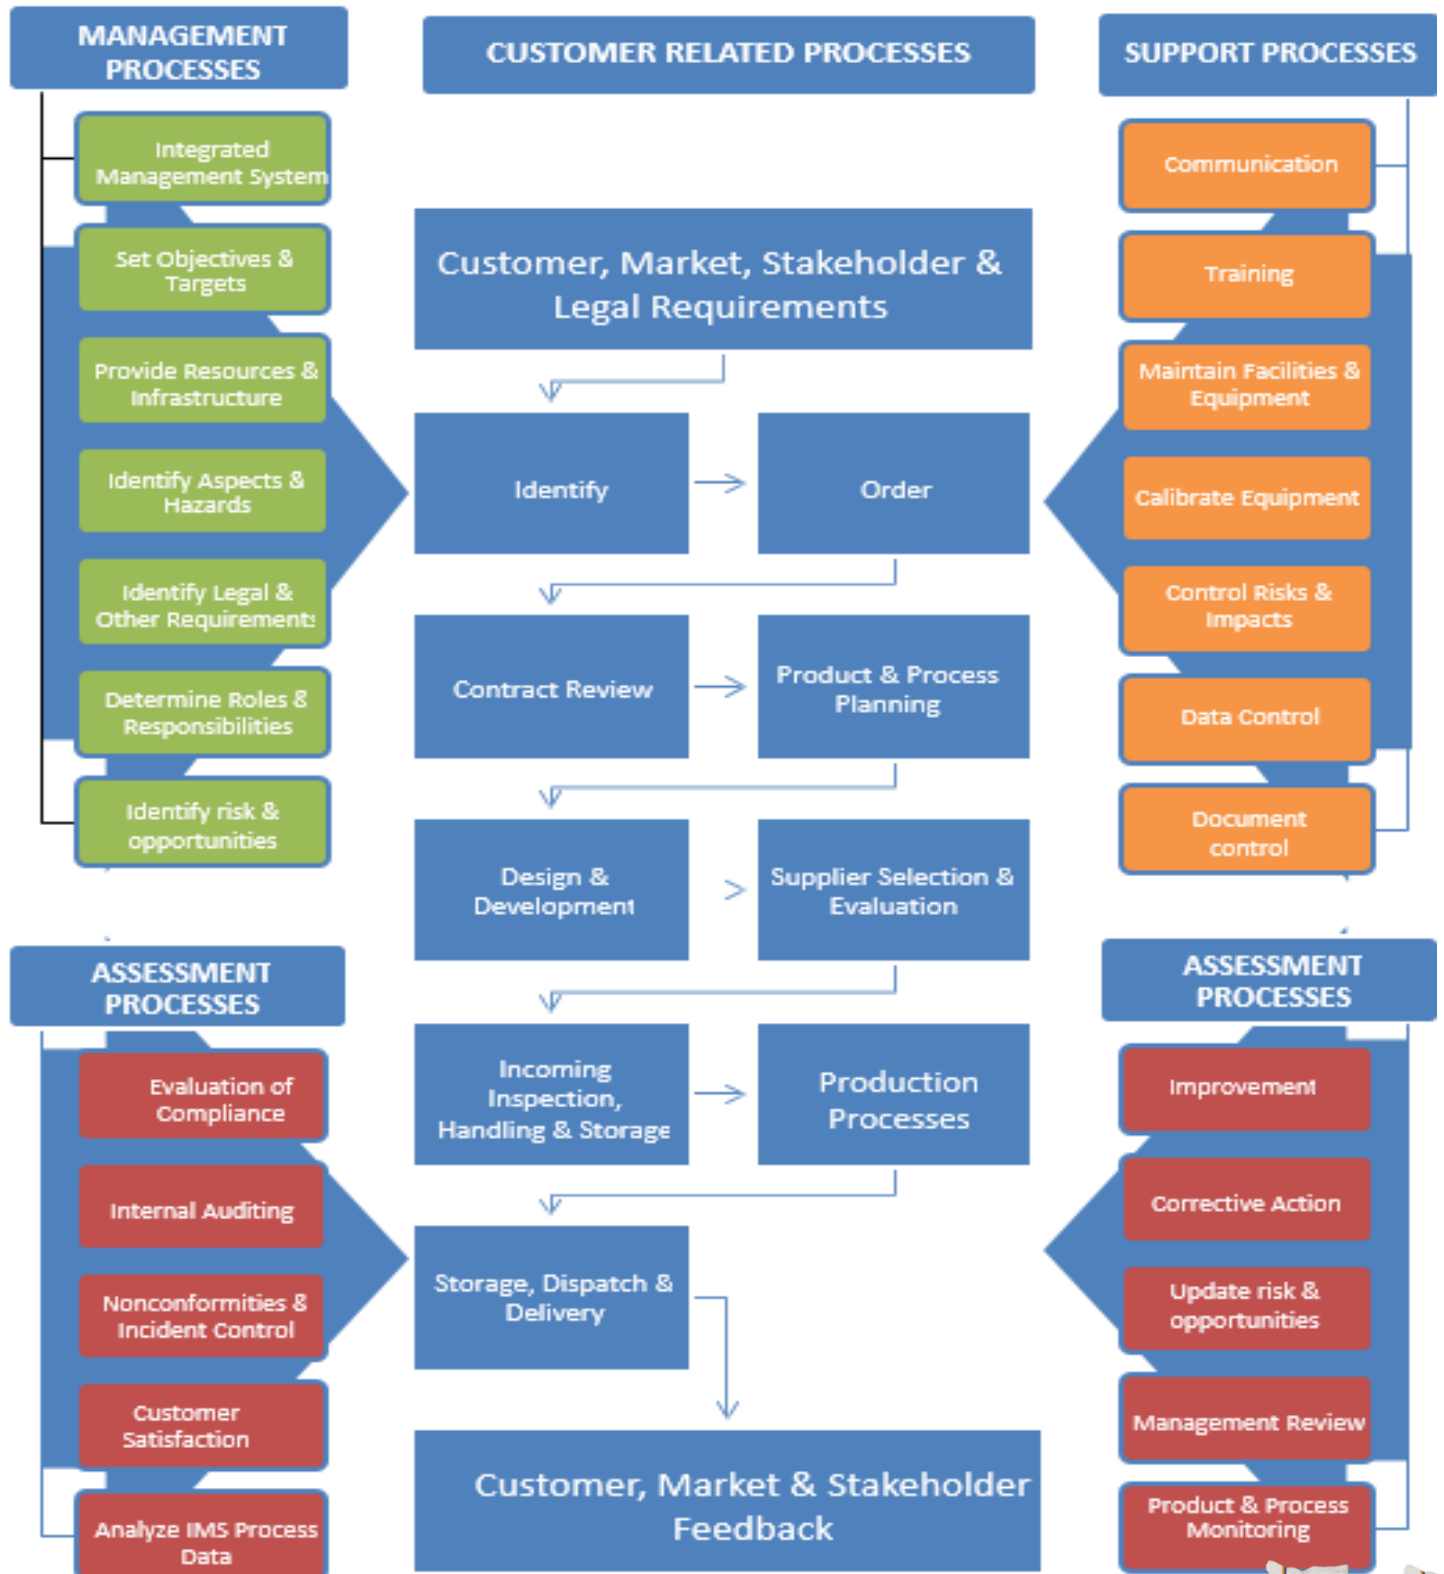 MANAGEMENT
PROCESSES
Integrated
Management System
Set Objectives &
Targets
Provide Resources &
Infrastructure
Identify Aspects &
Hazards
Identify Legal &
Other Requirements
Determine Roles &
Responsibilities
Identify risk &
opportunities
ASSESSMENT
PROCESSES
Evaluation of
Compliance
Internal Auditing
Nonconformities &
Incident Control
Customer
Satisfaction
Analyze IMS Process
Data
CUSTOMER RELATED PROCESSES
Customer, Market, Stakeholder &
Legal Requirements
Identify
Order
Contract Review
Product & Process
Planning
Design &
Development
Supplier Selection &
Evaluation
Incoming
Inspection,
Handling & Storage
Production
Processes
Storage, Dispatch &
Delivery
Customer, Market & Stakeholder
Feedback
SUPPORT PROCESSES
Communication
Training
Maintain Facilities &
Equipment
Calibrate Equipment
Control Risks &
Impacts
Data Control
Document
control
ASSESSMENT
PROCESSES
Improvement
Corrective Action
Update risk &
opportunities
Management Review
Product & Process
Monitoring